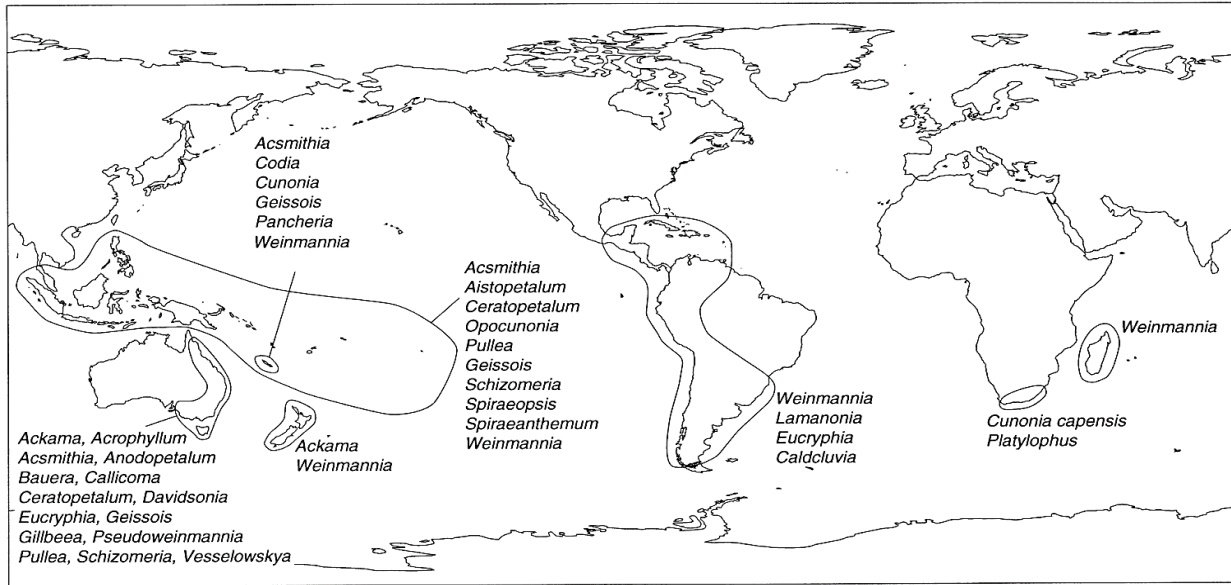 Acsmithia
Codia
Cunonia
Geissois
Pancheria
Weinmannia
Acsmithia
Aistopetalum
Ceratopetalum
Opocunonia
Pullea
Geissois
Schizomeria
Spiraeopsis
Spiraeanthemum
Weinmannia
Weinmannia
Weinmannia
Lamanonia
Eucryphia
Caldcluvia
Cunonia capensis
Platylophus
Ackama
Weinmannia
Ackama, Acrophyllum
Acsmithia, Anodopetalum
Bauera, Callicoma
Ceratopetalum, Davidsonia
Eucryphia, Geissois
Gillbeea, Pseudoweinmannia
Pullea, Schizomeria, Vesselowskya